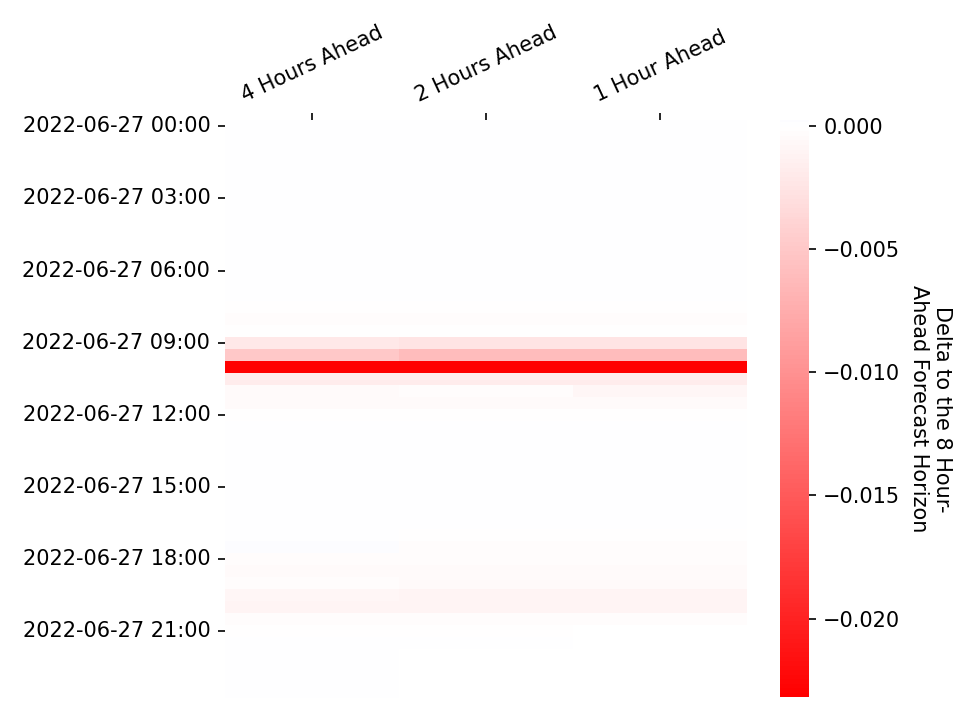 4 Hours Ahead
2 Hours Ahead
1 Hour Ahead
2022-06-27 00:00
2022-06-27 03:00
2022-06-27 06:00
2022-06-27 09:00
2022-06-27 12:00
2022-06-27 15:00
2022-06-27 18:00
2022-06-27 21:00
0.000
−0.005
−0.010
−0.015
−0.020
Delta to the 8 Hour-
Ahead Forecast Horizon